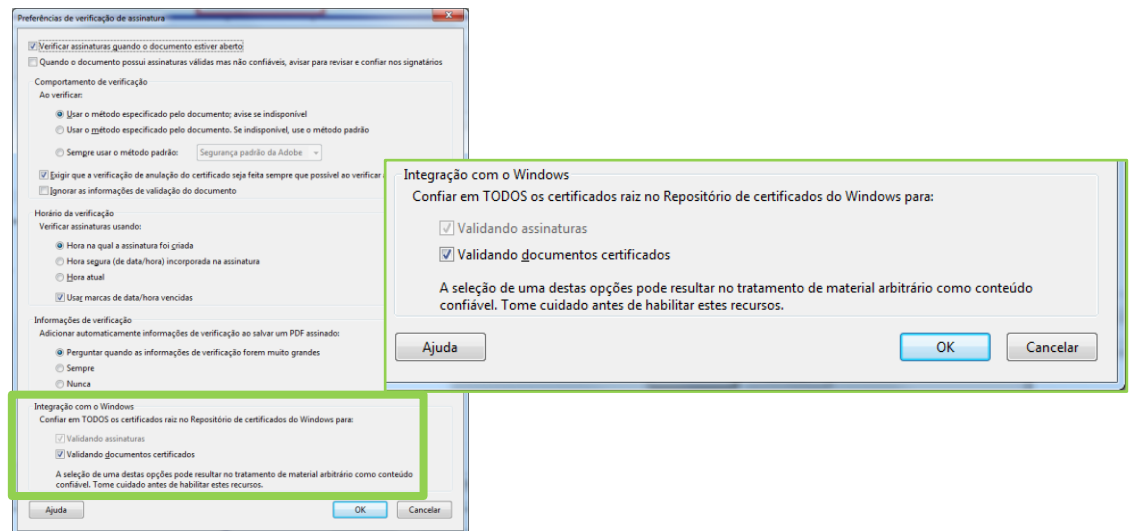 Preferências de verificação de assinatura
Verificar assinaturas quando o documento estiver aberto
Quando o documento possui assinaturas válidas mas não confiáveis, avisar para revisar e confiar nos signatários
Comportamento de verificação
Ao verificar:
Usar o método especificado pelo documento; avise se indisponível
Usar o método especificado pelo documento. Se indisponível, use o método padrão
Sempre usar o método padrão: Segurança padrão da Adobe
Exigir que a verificação de anulação do certificado seja feita sempre que possível ao verificar
Ignorar as informações de validação do documento
Horário da verificação
Verificar assinaturas usando:
Hora na qual a assinatura foi criada
Hora segura (de data/hora) incorporada na assinatura
Hora atual
Usar marcas de data/hora vencidas
Informações de verificação
Adicionar automaticamente informações de verificação ao salvar um PDF assinado:
Perguntar quando as informações de verificação forem muito grandes
Sempre
Nunca
Integração com o Windows
Confiar em TODOS os certificados raiz no Repositório de certificados do Windows para:
Validando assinaturas
Validando documentos certificados
A seleção de uma destas opções pode resultar no tratamento de material arbitrário como conteúdo
confiável. Tome cuidado antes de habilitar estes recursos.
Ajuda OK Cancelar
Integração com o Windows
Confiar em TODOS os certificados raiz no Repositório de certificados do Windows para:
Validando assinaturas
Validando documentos certificados
A seleção de uma destas opções pode resultar no tratamento de material arbitrário como conteúdo
confiável. Tome cuidado antes de habilitar estes recursos.
Ajuda OK Cancelar